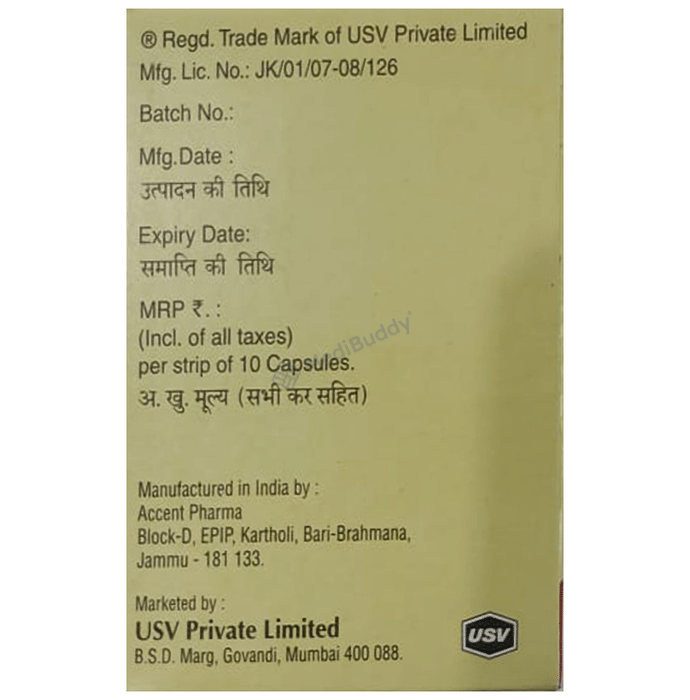 ® Regd. Trade Mark of USV Private Limited
Mfg. Lic. No.: JK/01/07-08/126
Batch No.:
Mfg.Date :
उत्पादन की तिथि
Expiry Date:
समाप्ति की तिथि
MRP ₹. :
(Incl. of all taxes)
MediBuddy
per strip of 10 Capsules.
अ. खु. मूल्य (सभी कर सहित)
Manufactured in India by :
Accent Pharma
Block-D, EPIP, Kartholi, Bari-Brahmana,
Jammu - 181 133.
Marketed by :
USV Private Limited
B.S.D. Marg, Govandi, Mumbai 400 088.
USV